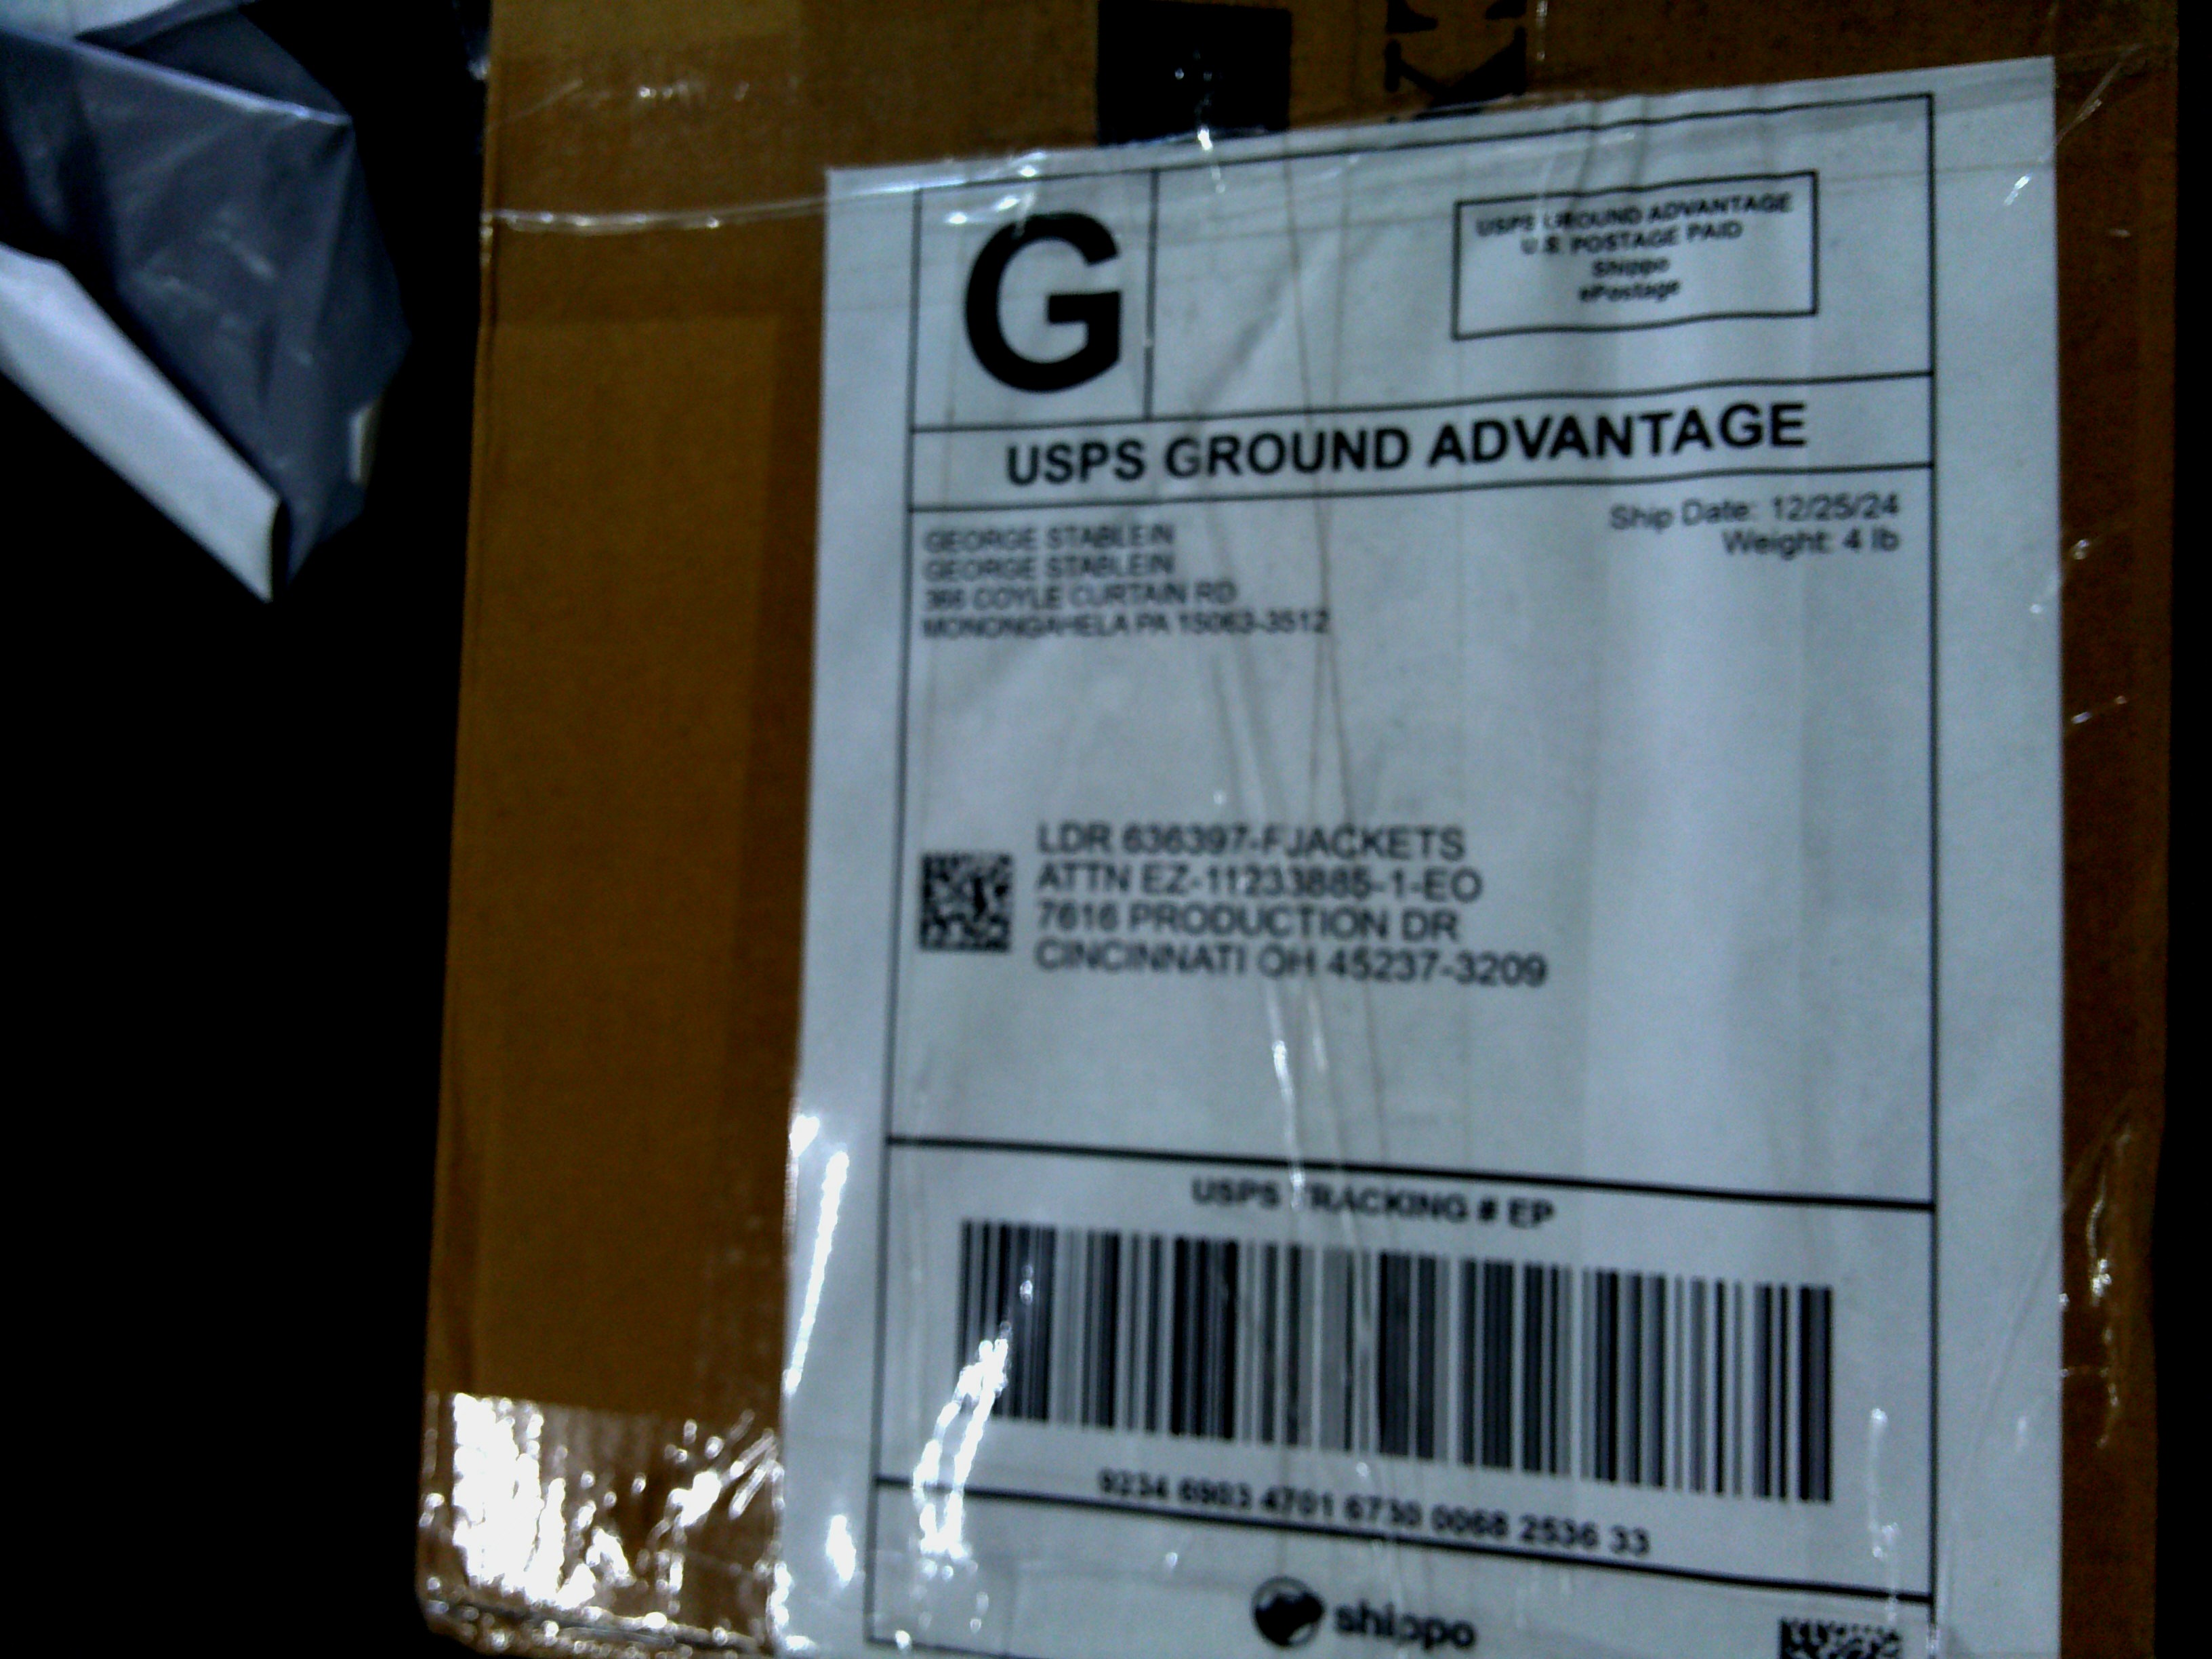 G
USPS GROUND ADVANTAGE
U.S. POSTAGE PAID
Shippo
ePostage
USPS GROUND ADVANTAGE
Ship Date: 12/25/24
Weight: 4 lb
GEORGE STABLEIN
GEORGE STABLEIN
366 COYLE CURTAIN RD
MONONGAHELA PA 15063-3512
LDR 636397-FJACKETS
ATTN EZ-11233885-1-EO
7616 PRODUCTION DR
CINCINNATI OH 45237-3209
USPS TRACKING # EP
9234 6903 4701 6730 0068 2536 33
shippo